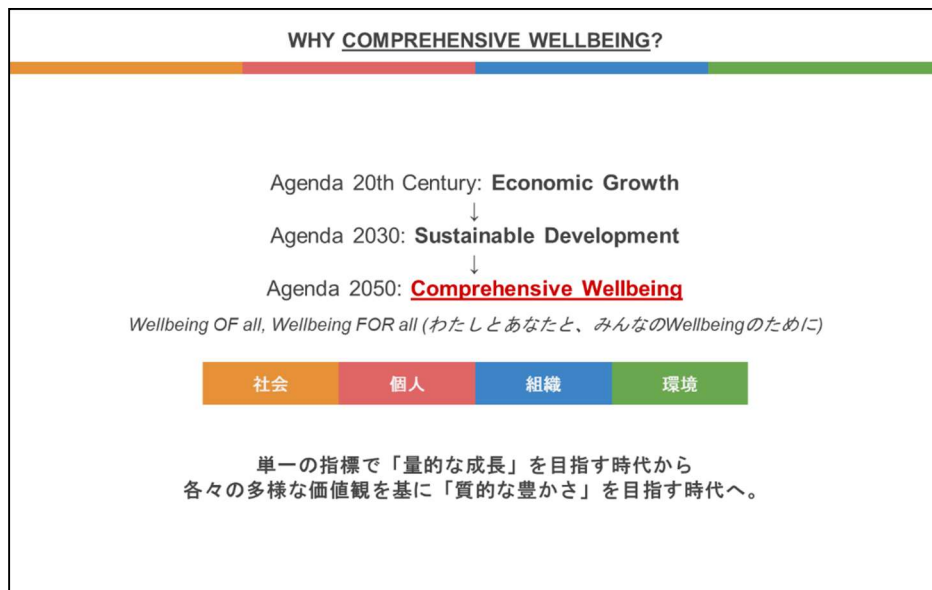 WHY COMPREHENSIVE WELLBEING?
Agenda 20th Century: Economic Growth
↓
Agenda 2030: Sustainable Development
↓
Agenda 2050: Comprehensive Wellbeing
Wellbeing OF all, Wellbeing FOR all (わたしとあなたと、みんなのWellbeingのために)
社会 個人 組織 環境
単一の指標で「量的な成長」を目指す時代から
各々の多様な価値観を基に「質的な豊かさ」を目指す時代へ。